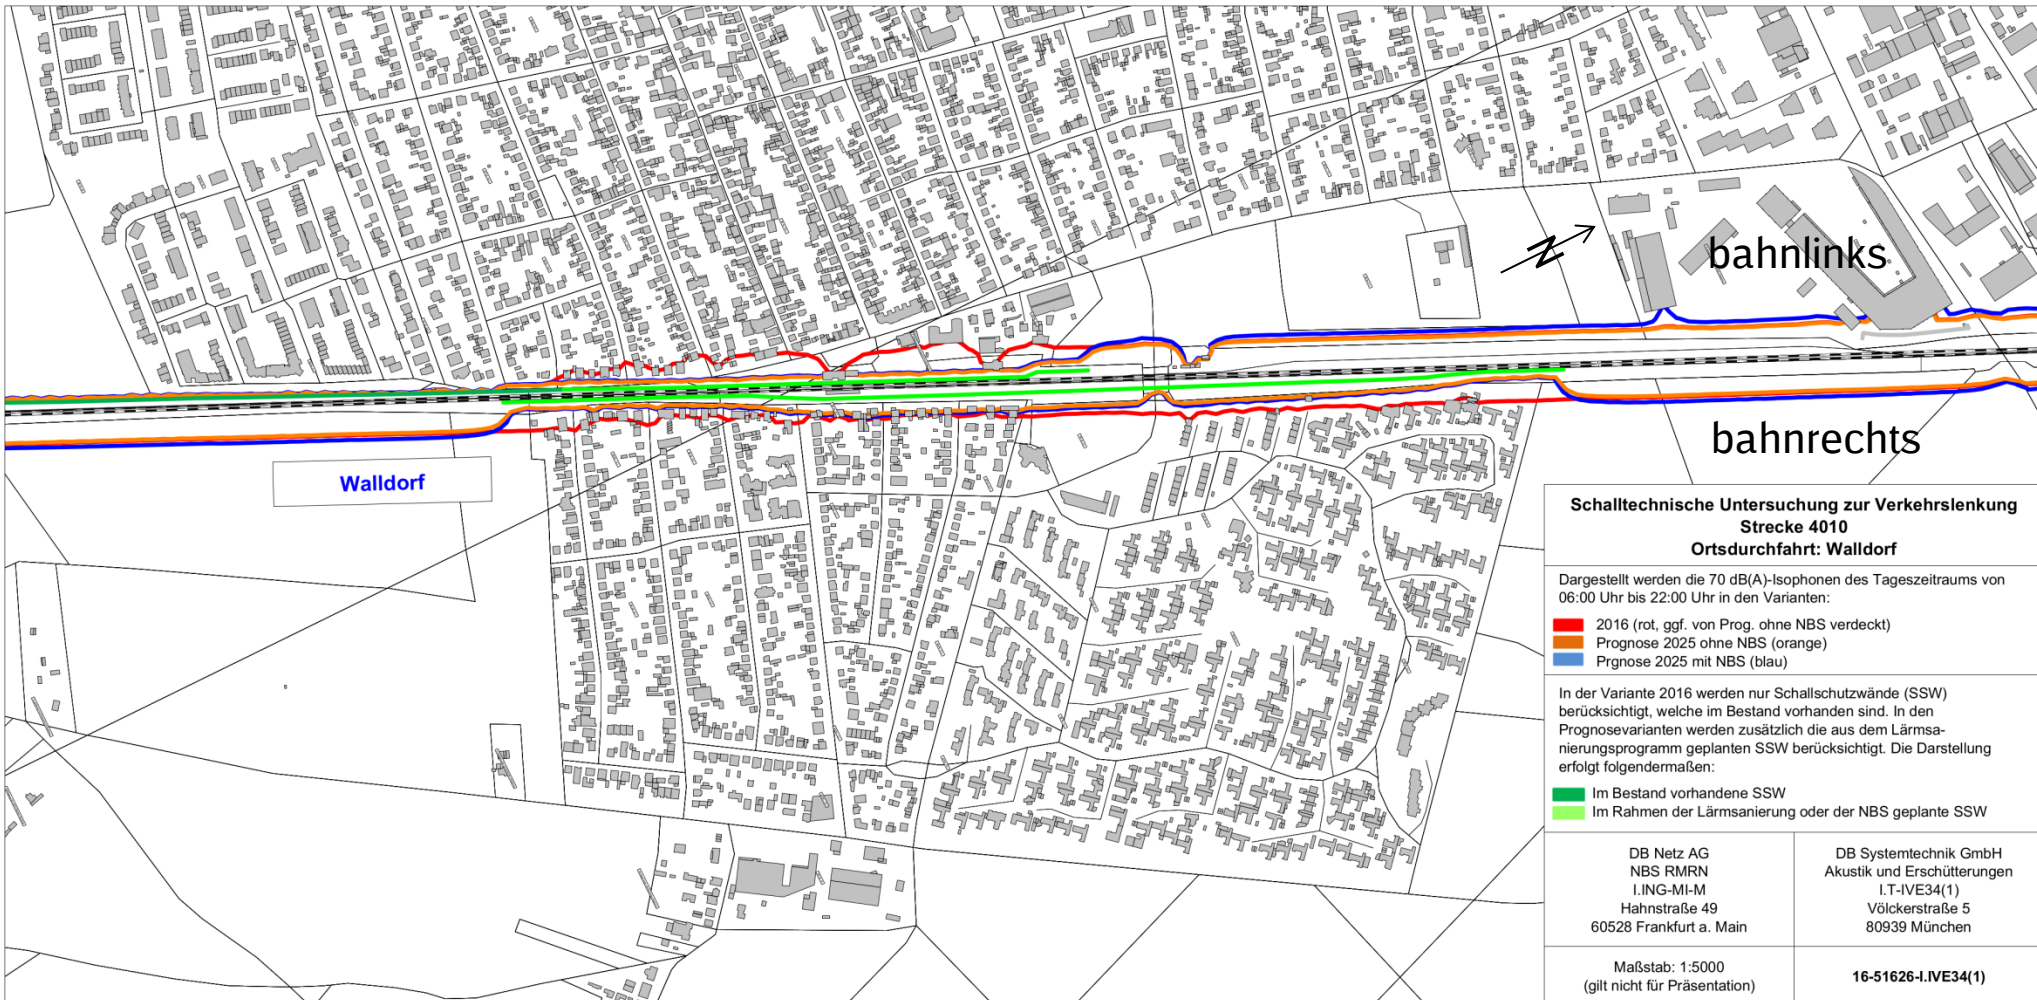 N
bahnlinks
bahnrechts
Walldorf
Schalltechnische Untersuchung zur Verkehrslenkung
Strecke 4010
Ortsdurchfahrt: Walldorf
Dargestellt werden die 70 dB(A)-Isophonen des Tageszeitraums von
06:00 Uhr bis 22:00 Uhr in den Varianten:
2016 (rot, ggf. von Prog. ohne NBS verdeckt)
Prognose 2025 ohne NBS (orange)
Prgnose 2025 mit NBS (blau)
In der Variante 2016 werden nur Schallschutzwände (SSW)
berücksichtigt, welche im Bestand vorhanden sind. In den
Prognosevarianten werden zusätzlich die aus dem Lärmsa-
nierungsprogramm geplanten SSW berücksichtigt. Die Darstellung
erfolgt folgendermaßen:
Im Bestand vorhandene SSW
Im Rahmen der Lärmsanierung oder der NBS geplante SSW
DB Netz AG
NBS RMRN
I.ING-MI-M
Hahnstraße 49
60528 Frankfurt a. Main
DB Systemtechnik GmbH
Akustik und Erschütterungen
I.T-IVE34(1)
Völckerstraße 5
80939 München
Maßstab: 1:5000
(gilt nicht für Präsentation)
16-51626-I.IVE34(1)